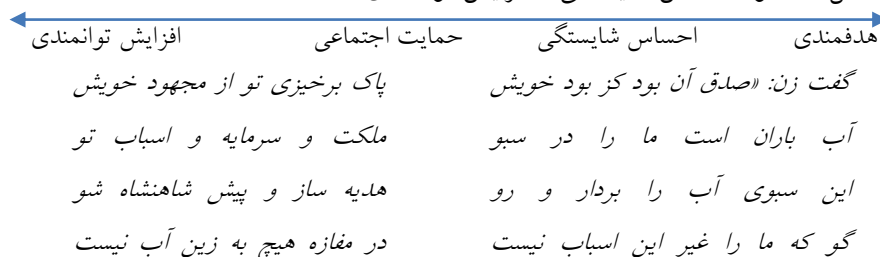 هدفمندی احساس شایستگی حمایت اجتماعی افزایش توانمندی
گفت زن: «صدق آن بود کز بود خویش پاک برخیزی تو از مجهود خویش
آب باران است ما را در سبو ملکت و سرمایه و اسباب تو
این سبوی آب را بردار و رو هدیه ساز و پیش شاهنشاه شو
گو که ما را غیر این اسباب نیست در مفازه هیچ به زین آب نیست